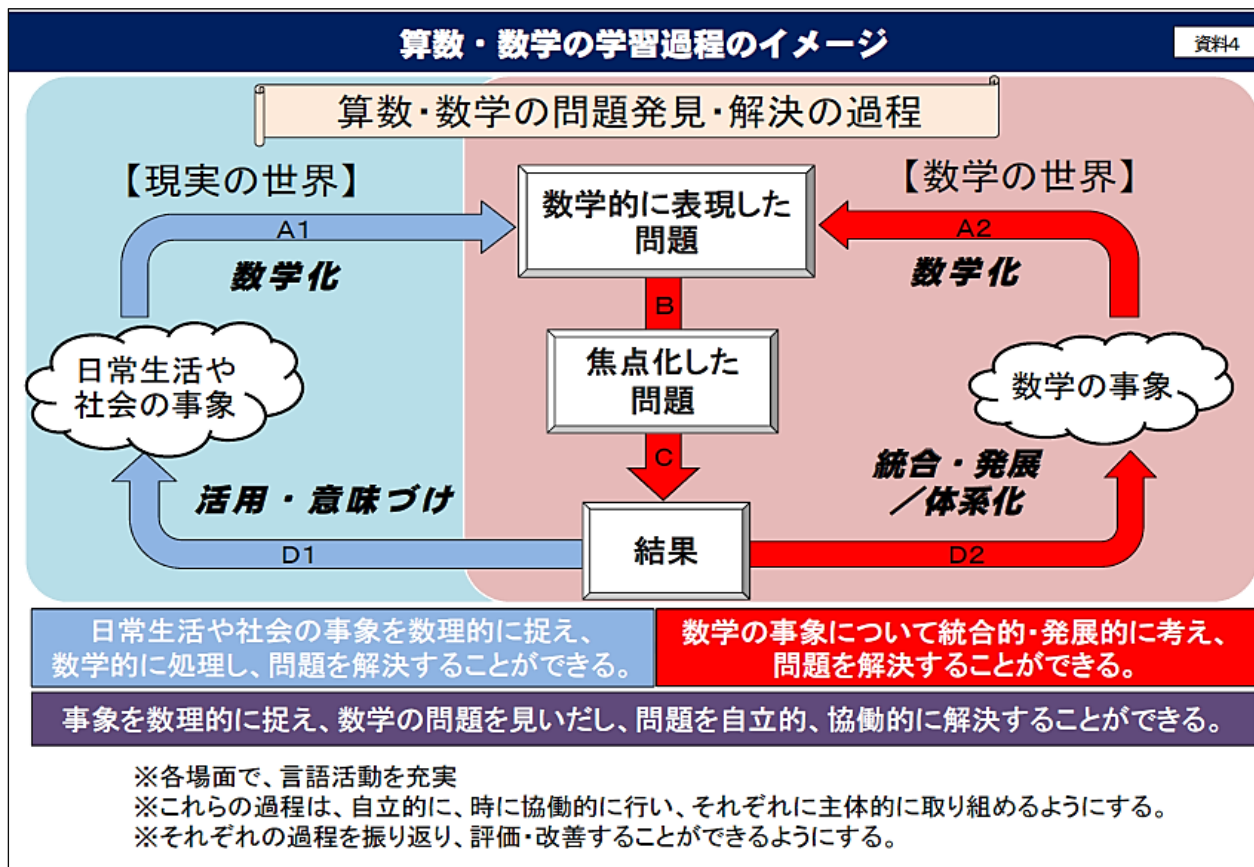 算数・数学の学習過程のイメージ
資料4
算数・数学の問題発見・解決の過程
【現実の世界】
【数学の世界】
数学的に表現した
問題
A1
数学化
A2
数学化
B
日常生活や
社会の事象
焦点化した
問題
数学の事象
C
活用・意味づけ
統合・発展
／体系化
D1
結果
D2
日常生活や社会の事象を数理的に捉え、
数学的に処理し、問題を解決することができる。
数学の事象について統合的・発展的に考え、
問題を解決することができる。
事象を数理的に捉え、数学の問題を見いだし、問題を自立的、協働的に解決することができる。
※各場面で、言語活動を充実
※これらの過程は、自立的に、時に協働的に行い、それぞれに主体的に取り組めるようにする。
※それぞれの過程を振り返り、評価・改善することができるようにする。